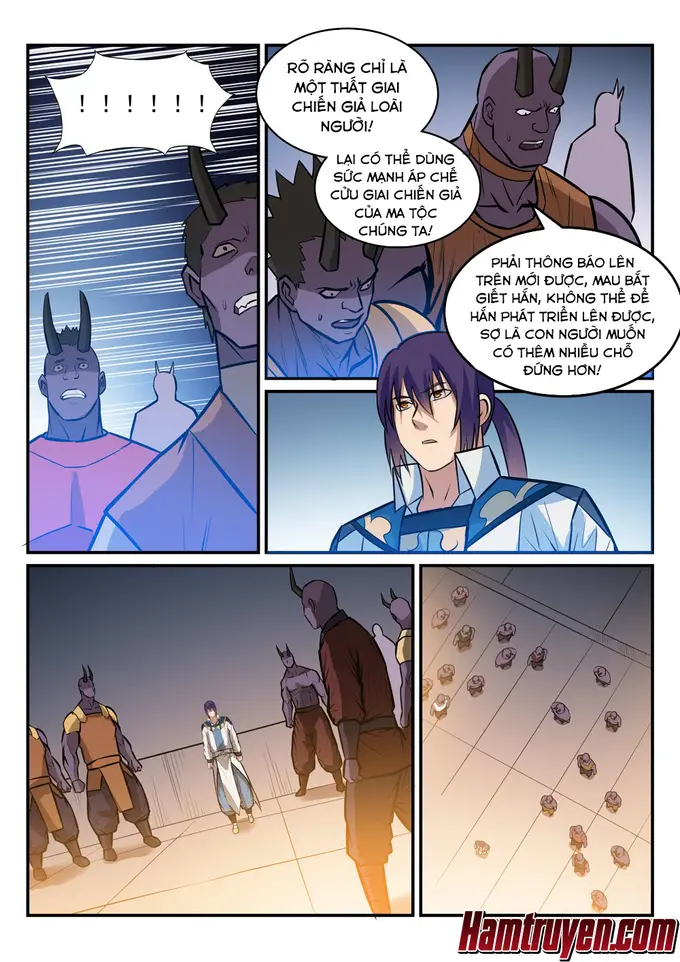 ！！！！！！
RÕ RÀNG CHỈ LÀ
MỘT THẤT GIAI
CHIẾN GIẢ LOÀI
NGƯỜI!
LẠI CÓ THỂ DÙNG
SỨC MẠNH ÁP CHẾ
CỬU GIAI CHIẾN GIẢ
CỦA MA TỘC
CHÚNG TA!
PHẢI THÔNG BÁO LÊN
TRÊN MỚI ĐƯỢC, MAU BẮT
GIẾT HẮN, KHÔNG THỂ ĐỂ
HẮN PHÁT TRIỂN LÊN ĐƯỢC,
SỢ LÀ CON NGƯỜI MUỐN
CÓ THÊM NHIỀU CHỖ
ĐỨNG HƠN!
Hamtruyen.com